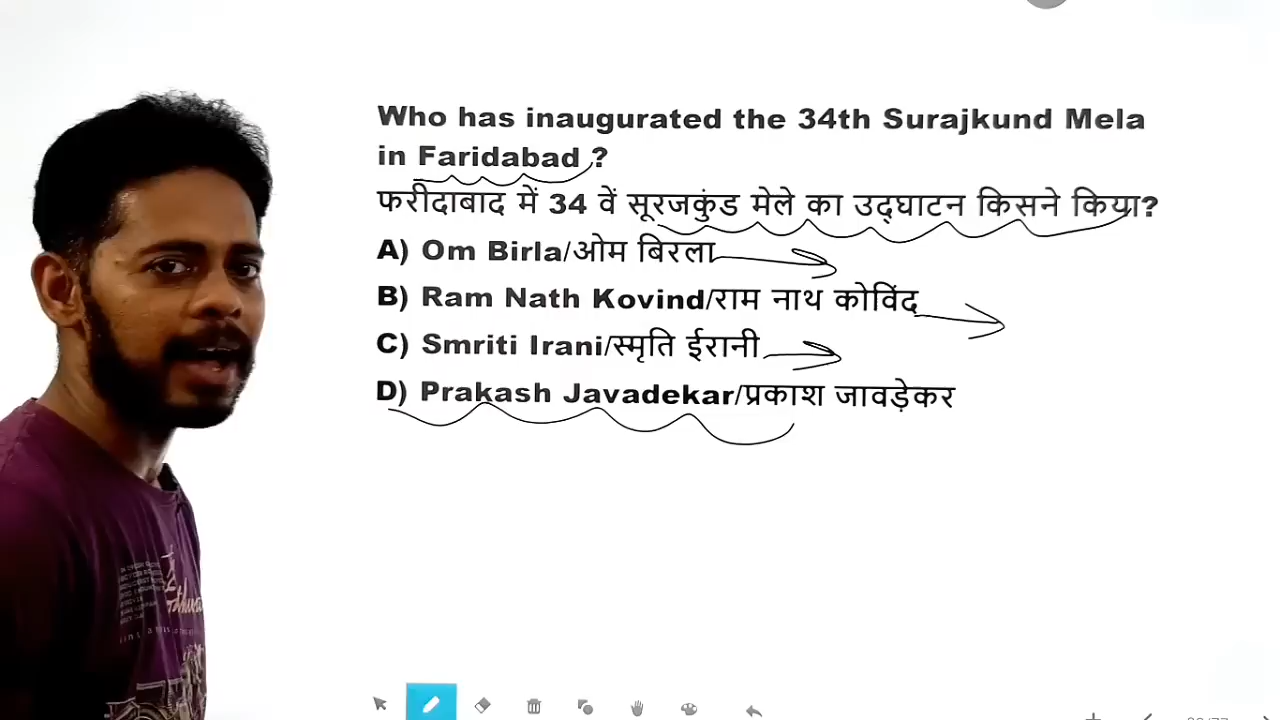 Who has inaugurated the 34th Surajkund Mela
in Faridabad ?
फरीदाबाद में 34 वें सूरजकुंड मेले का उद्घाटन किसने किया?
A) Om Birla/ओम बिरला
B) Ram Nath Kovind/राम नाथ कोविंद
C) Smriti Irani/स्मृति ईरानी
D) Prakash Javadekar/प्रकाश जावड़ेकर